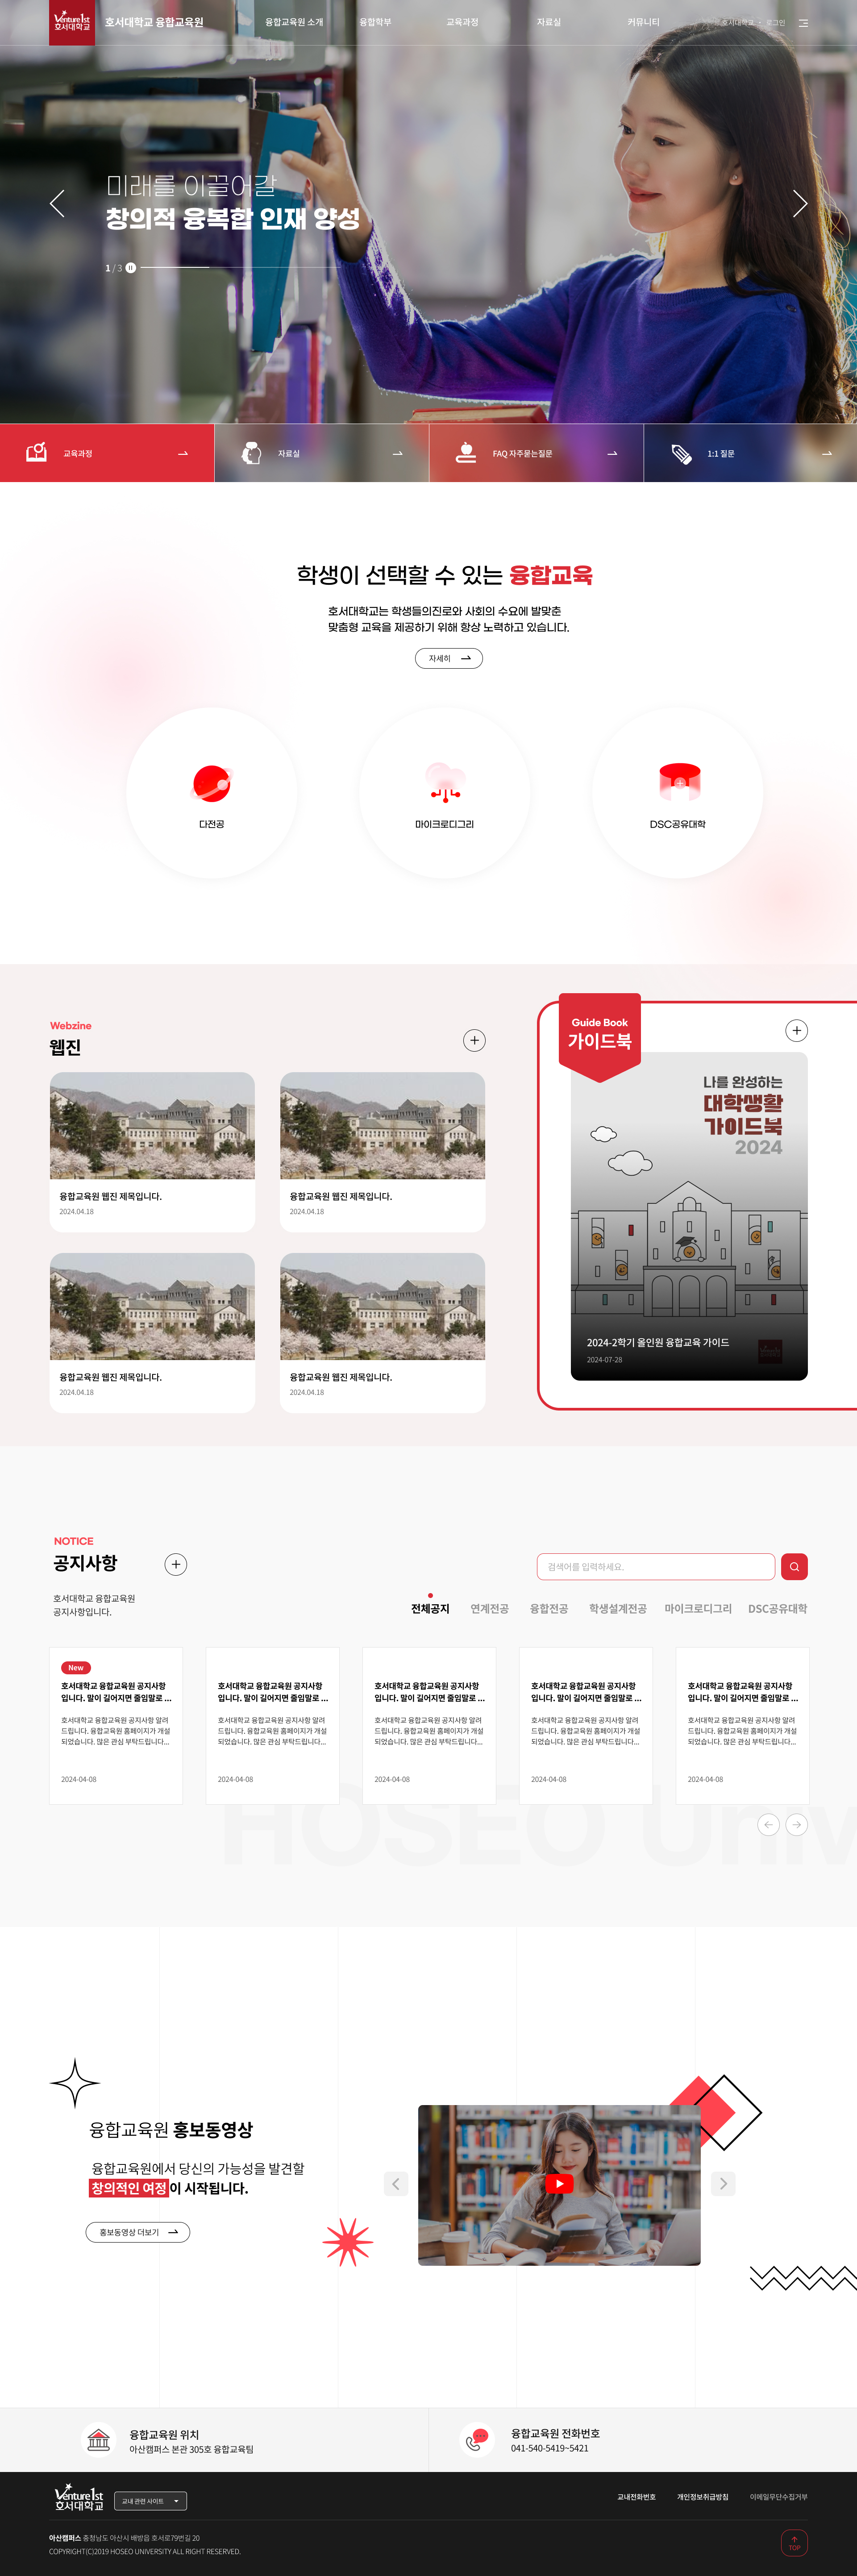 Venture 1st
호서대학교
호서대학교 융합교육원
융합교육원 소개
융합학부
교육과정
자료실
커뮤니티
호서대학교
로그인
미래를 이끌어갈
창의적 융복합 인재 양성
1 / 3
교육과정
자료실
FAQ 자주묻는질문
1:1 질문
학생이 선택할 수 있는 융합교육
호서대학교는 학생들의진로와 사회의 수요에 발맞춘
맞춤형 교육을 제공하기 위해 항상 노력하고 있습니다.
자세히
다전공
마이크로디그리
DSC공유대학
Webzine
웹진
융합교육원 웹진 제목입니다.
2024.04.18
융합교육원 웹진 제목입니다.
2024.04.18
융합교육원 웹진 제목입니다.
2024.04.18
융합교육원 웹진 제목입니다.
2024.04.18
Guide Book
가이드북
나를 완성하는
대학생활
가이드북
2024
2024-2학기 올인원 융합교육 가이드
2024-07-28
NOTICE
공지사항
호서대학교 융합교육원
공지사항입니다.
검색어를 입력하세요.
전체공지
연계전공
융합전공
학생설계전공
마이크로디그리
DSC공유대학
New
호서대학교 융합교육원 공지사항
입니다. 말이 길어지면 줄임말로 ...
호서대학교 융합교육원 공지사항 알려
드립니다. 융합교육원 홈페이지가 개설
되었습니다. 많은 관심 부탁드립니다...
2024-04-08
호서대학교 융합교육원 공지사항
입니다. 말이 길어지면 줄임말로 ...
호서대학교 융합교육원 공지사항 알려
드립니다. 융합교육원 홈페이지가 개설
되었습니다. 많은 관심 부탁드립니다...
2024-04-08
호서대학교 융합교육원 공지사항
입니다. 말이 길어지면 줄임말로 ...
호서대학교 융합교육원 공지사항 알려
드립니다. 융합교육원 홈페이지가 개설
되었습니다. 많은 관심 부탁드립니다...
2024-04-08
호서대학교 융합교육원 공지사항
입니다. 말이 길어지면 줄임말로 ...
호서대학교 융합교육원 공지사항 알려
드립니다. 융합교육원 홈페이지가 개설
되었습니다. 많은 관심 부탁드립니다...
2024-04-08
호서대학교 융합교육원 공지사항
입니다. 말이 길어지면 줄임말로 ...
호서대학교 융합교육원 공지사항 알려
드립니다. 융합교육원 홈페이지가 개설
되었습니다. 많은 관심 부탁드립니다...
2024-04-08
HOSEO Univ
융합교육원 홍보동영상
융합교육원에서 당신의 가능성을 발견할
창의적인 여정이 시작됩니다.
홍보동영상 더보기
융합교육원 위치
아산캠퍼스 본관 305호 융합교육팀
융합교육원 전화번호
041-540-5419~5421
Venture 1st
호서대학교
교내 관련 사이트
교내전화번호
개인정보취급방침
이메일무단수집거부
아산캠퍼스 충청남도 아산시 배방읍 호서로79번길 20
COPYRIGHT(C)2019 HOSEO UNIVERSITY ALL RIGHT RESERVED.
TOP